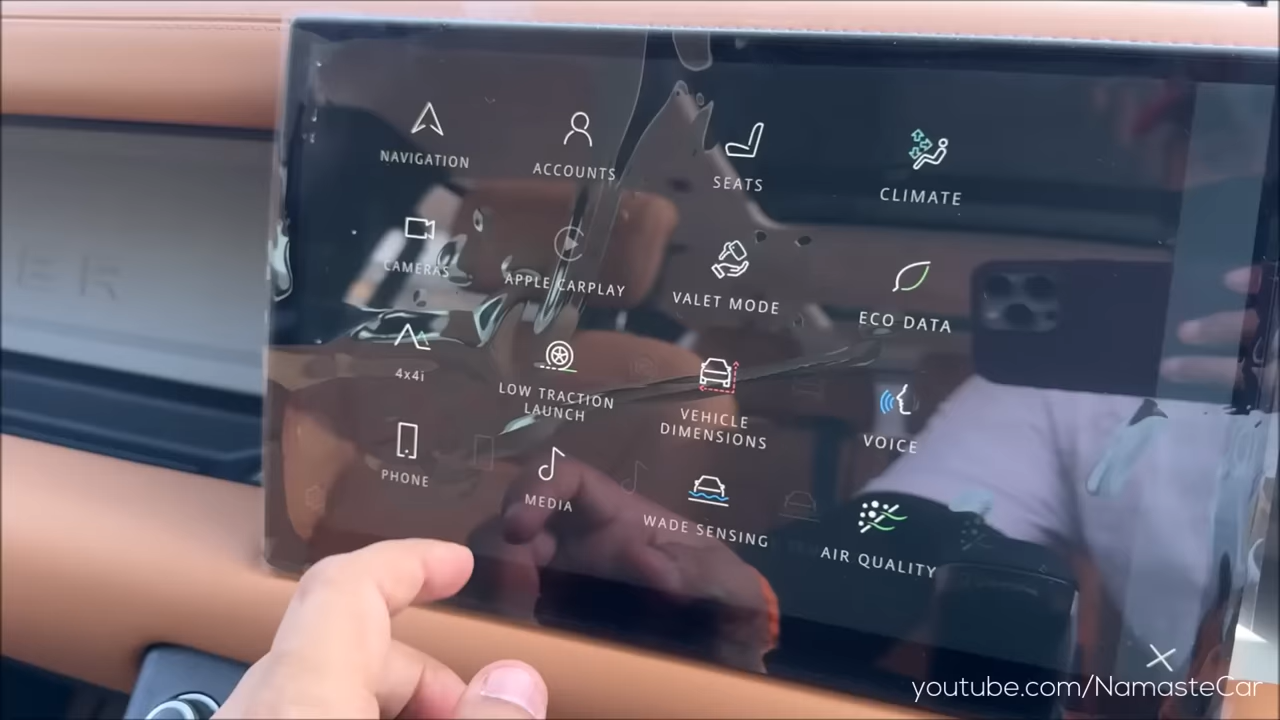 NAVIGATION
ACCOUNTS
SEATS
CLIMATE
CAMERAS
APPLE CARPLAY
VALET MODE
ECO DATA
4x4i
LOW TRACTION
LAUNCH
VEHICLE
DIMENSIONS
VOICE
PHONE
MEDIA
WADE SENSING
AIR QUALITY
youtube.com/NamasteCar